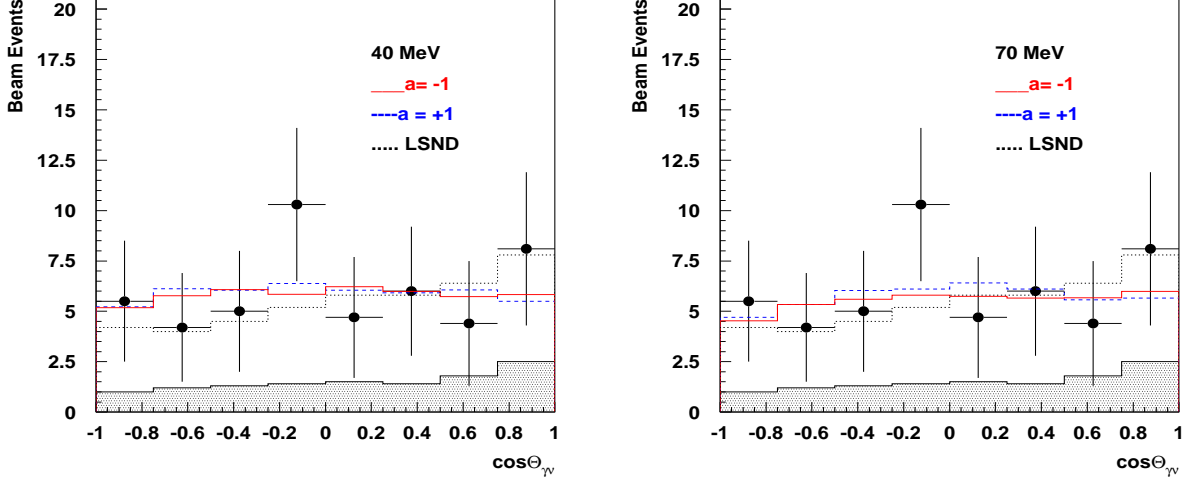 Beam Events
20
17.5
15
12.5
10
7.5
5
2.5
0
40 MeV
___a= -1
----a = +1
..... LSND
-1 -0.8 -0.6 -0.4 -0.2 0 0.2 0.4 0.6 0.8 1
cosΘγν
Beam Events
20
17.5
15
12.5
10
7.5
5
2.5
0
70 MeV
___a= -1
----a = +1
..... LSND
-1 -0.8 -0.6 -0.4 -0.2 0 0.2 0.4 0.6 0.8 1
cosΘγν